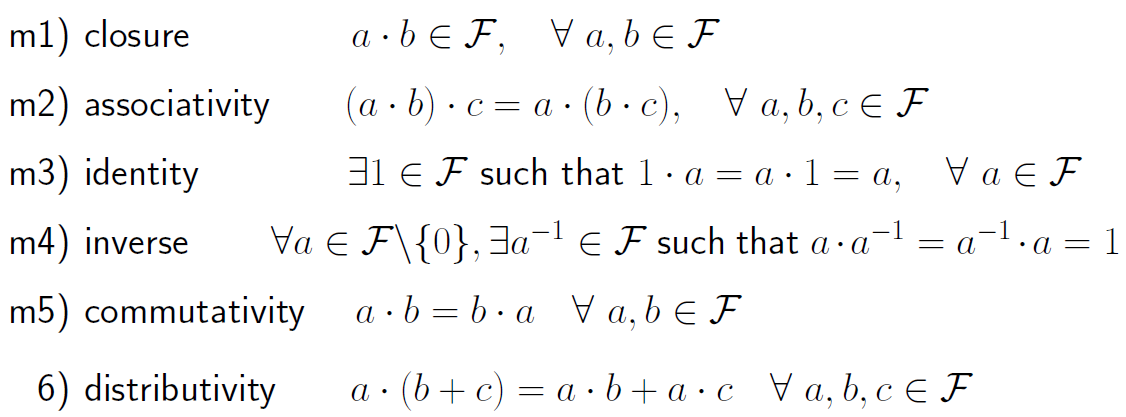 m1) closure a · b ∈ ℱ, ∀ a, b ∈ ℱ
m2) associativity (a · b) · c = a · (b · c), ∀ a, b, c ∈ ℱ
m3) identity ∃1 ∈ ℱ such that 1 · a = a · 1 = a, ∀ a ∈ ℱ
m4) inverse ∀a ∈ ℱ\{0}, ∃a⁻¹ ∈ ℱ such that a · a⁻¹ = a⁻¹ · a = 1
m5) commutativity a · b = b · a ∀ a, b ∈ ℱ
6) distributivity a · (b + c) = a · b + a · c ∀ a, b, c ∈ ℱ